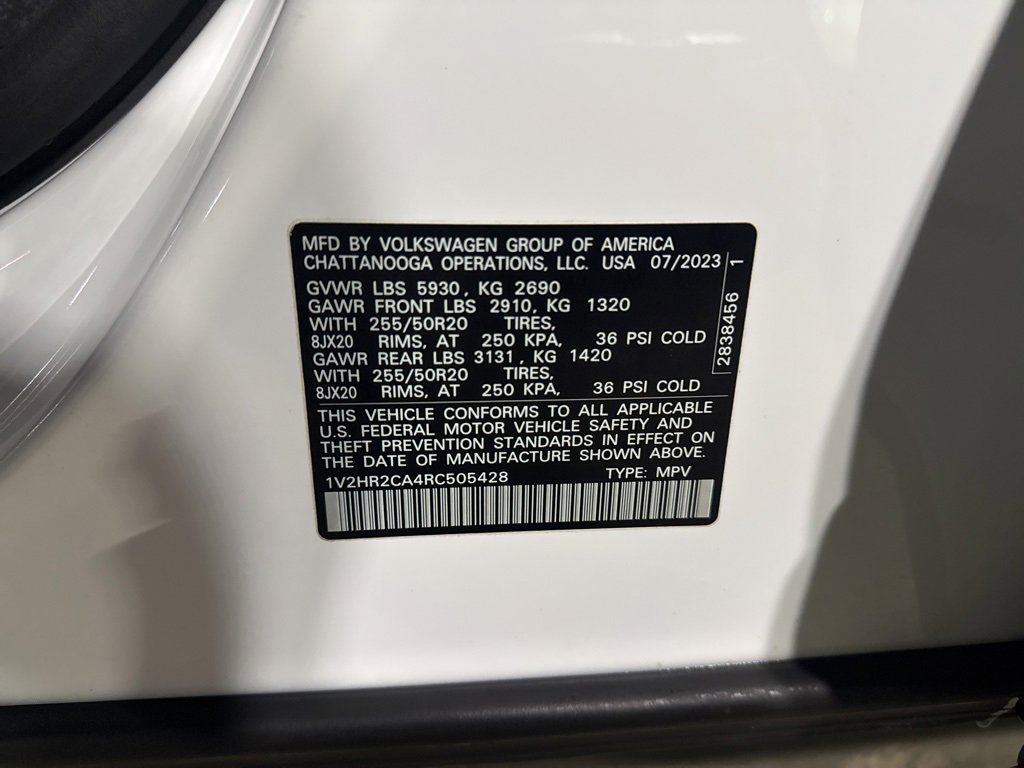 MFD BY VOLKSWAGEN GROUP OF AMERICA
CHATTANOOGA OPERATIONS, LLC. USA 07/2023
GVWR LBS 5930, KG 2690
GAWR FRONT LBS 2910, KG 1320
WITH 255/50R20 TIRES,
8JX20 RIMS, AT 250 KPA, 36 PSI COLD
GAWR REAR LBS 3131, KG 1420
WITH 255/50R20 TIRES,
8JX20 RIMS, AT 250 KPA, 36 PSI COLD
2838456 1
THIS VEHICLE CONFORMS TO ALL APPLICABLE
U.S. FEDERAL MOTOR VEHICLE SAFETY AND
THEFT PREVENTION STANDARDS IN EFFECT ON
THE DATE OF MANUFACTURE SHOWN ABOVE.
1V2HR2CA4RC505428 TYPE: MPV